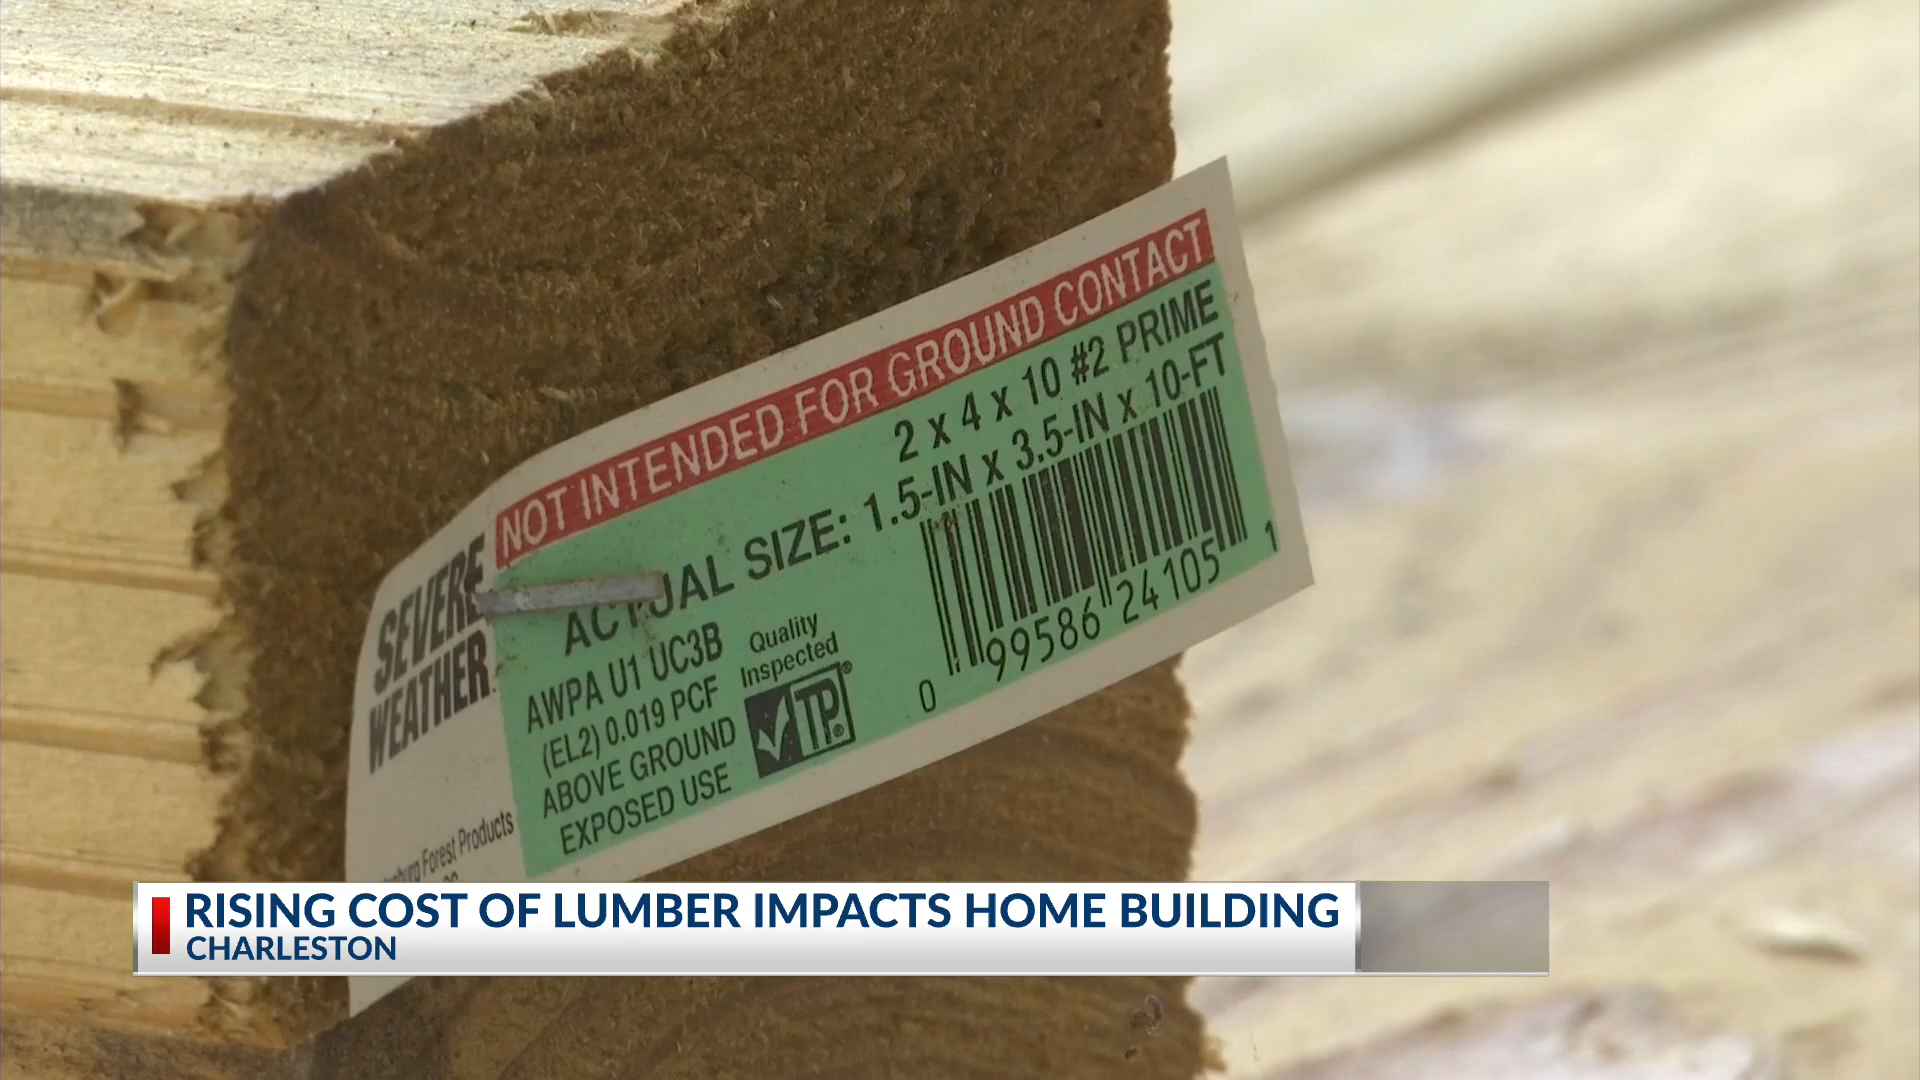 NOT INTENDED FOR GROUND CONTACT
2 x 4 x 10 #2 PRIME
ACTUAL SIZE: 1.5-IN x 3.5-IN x 10-FT
SEVERE
WEATHER
AWPA U1 UC3B
(EL2) 0.019 PCF
ABOVE GROUND
EXPOSED USE
Quality
Inspected
TP
0 99586 24105 1
Forest Products
RISING COST OF LUMBER IMPACTS HOME BUILDING
CHARLESTON